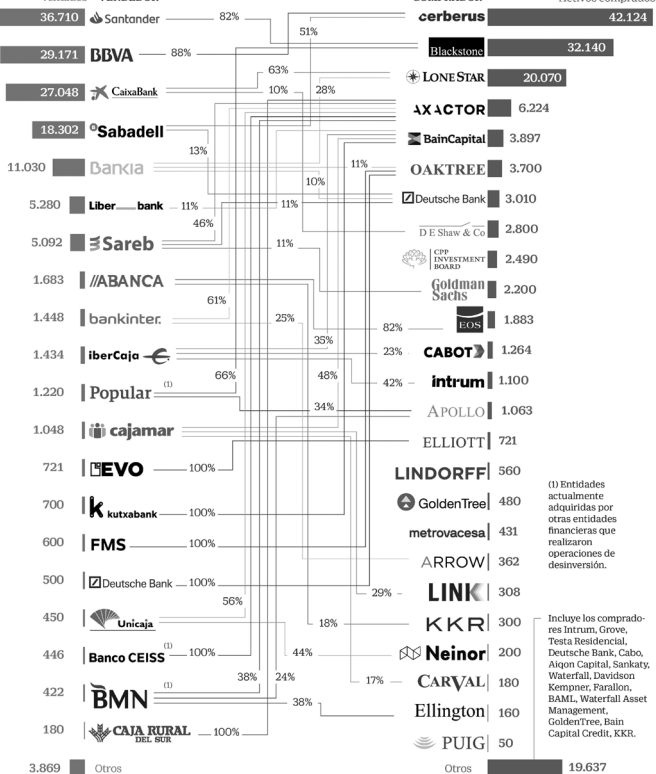 Activos comprados
36.710 Santander 82% cerberus 42.124
51%
29.171 BBVA 88% Blackstone 32.140
63% LONE STAR 20.070
27.048 CaixaBank 10% 28%
AXACTOR 6.224
18.302 Sabadell
BainCapital 3.897
13%
11.030 Bankia 11% OAKTREE 3.700
10%
Deutsche Bank 3.010
5.280 Liberbank 11% 11%
46% D E Shaw & Co 2.800
5.092 Sareb 11%
CPP
INVESTMENT
BOARD 2.490
1.683 //ABANCA Goldman
Sachs 2.200
61%
1.448 bankinter. 25% EOS 1.883
82%
35%
1.434 iberCaja 23% CABOT 1.264
66% 48%
1.220 Popular (1) 42% intrum 1.100
34% APOLLO 1.063
1.048 cajamar
ELLIOTT 721
721 EVO 100% LINDORFF 560
700 kutxabank 100% GoldenTree 480
metrovacesa 431
600 FMS 100%
ARROW 362
500 Deutsche Bank 100%
29% LINK 308
56%
450 Unicaja 18% KKR 300
446 Banco CEISS (1) 100% 44% Neinor 200
38% 24% 17% CARVAL 180
422 BMN (1)
38% Ellington 160
180 CAJA RURAL
DEL SUR 100%
PUIG 50
3.869 Otros Otros 19.637
(1) Entidades
actualmente
adquiridas por
otras entidades
financieras que
realizaron
operaciones de
desinversión.
Incluye los comprado-
res Intrum, Grove,
Testa Residencial,
Deutsche Bank, Cabo,
Aiqon Capital, Sankaty,
Waterfall, Davidson
Kempner, Farallon,
BAML, Waterfall Asset
Management,
GoldenTree, Bain
Capital Credit, KKR.